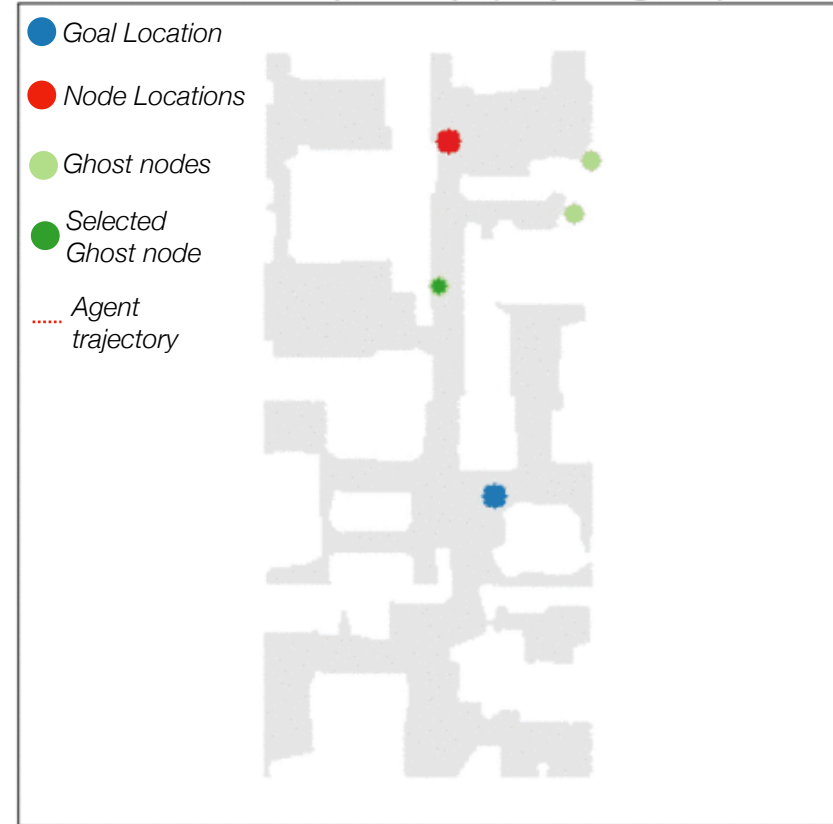 Goal Location
Node Locations
Ghost nodes
Selected
Ghost node
Agent
trajectory